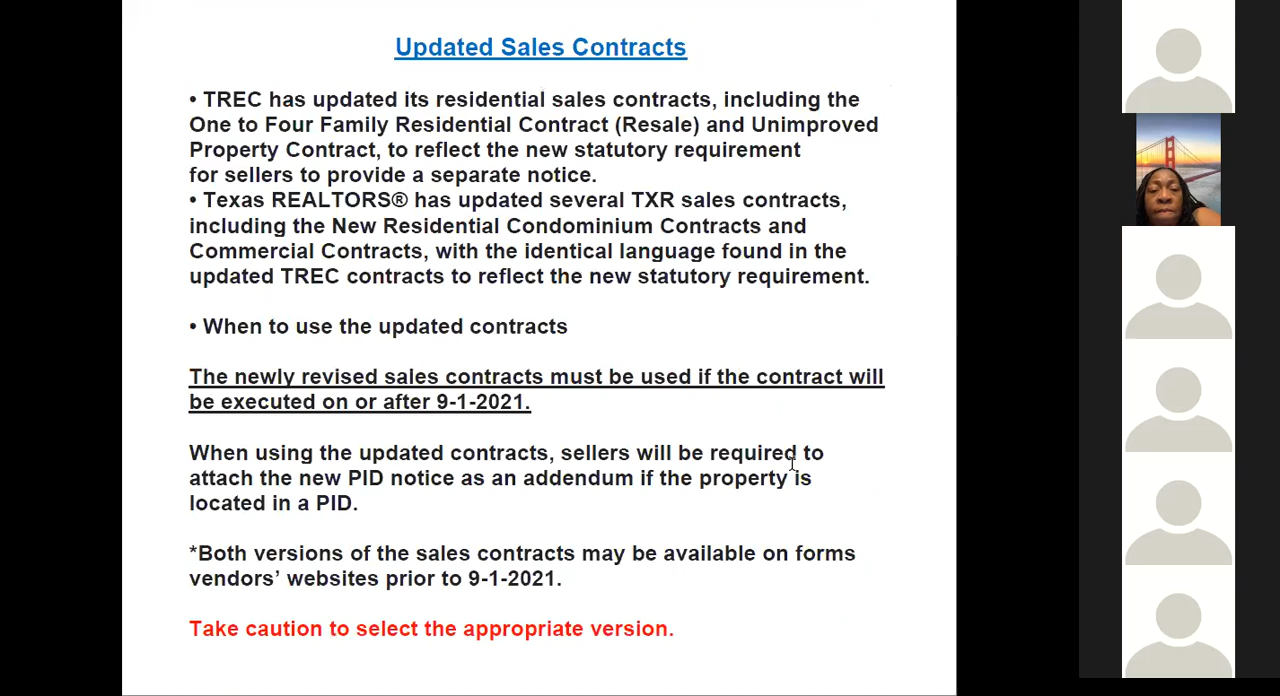 Updated Sales Contracts
• TREC has updated its residential sales contracts, including the
One to Four Family Residential Contract (Resale) and Unimproved
Property Contract, to reflect the new statutory requirement
for sellers to provide a separate notice.
• Texas REALTORS® has updated several TXR sales contracts,
including the New Residential Condominium Contracts and
Commercial Contracts, with the identical language found in the
updated TREC contracts to reflect the new statutory requirement.
• When to use the updated contracts
The newly revised sales contracts must be used if the contract will
be executed on or after 9-1-2021.
When using the updated contracts, sellers will be required to
attach the new PID notice as an addendum if the property is
located in a PID.
*Both versions of the sales contracts may be available on forms
vendors’ websites prior to 9-1-2021.
Take caution to select the appropriate version.